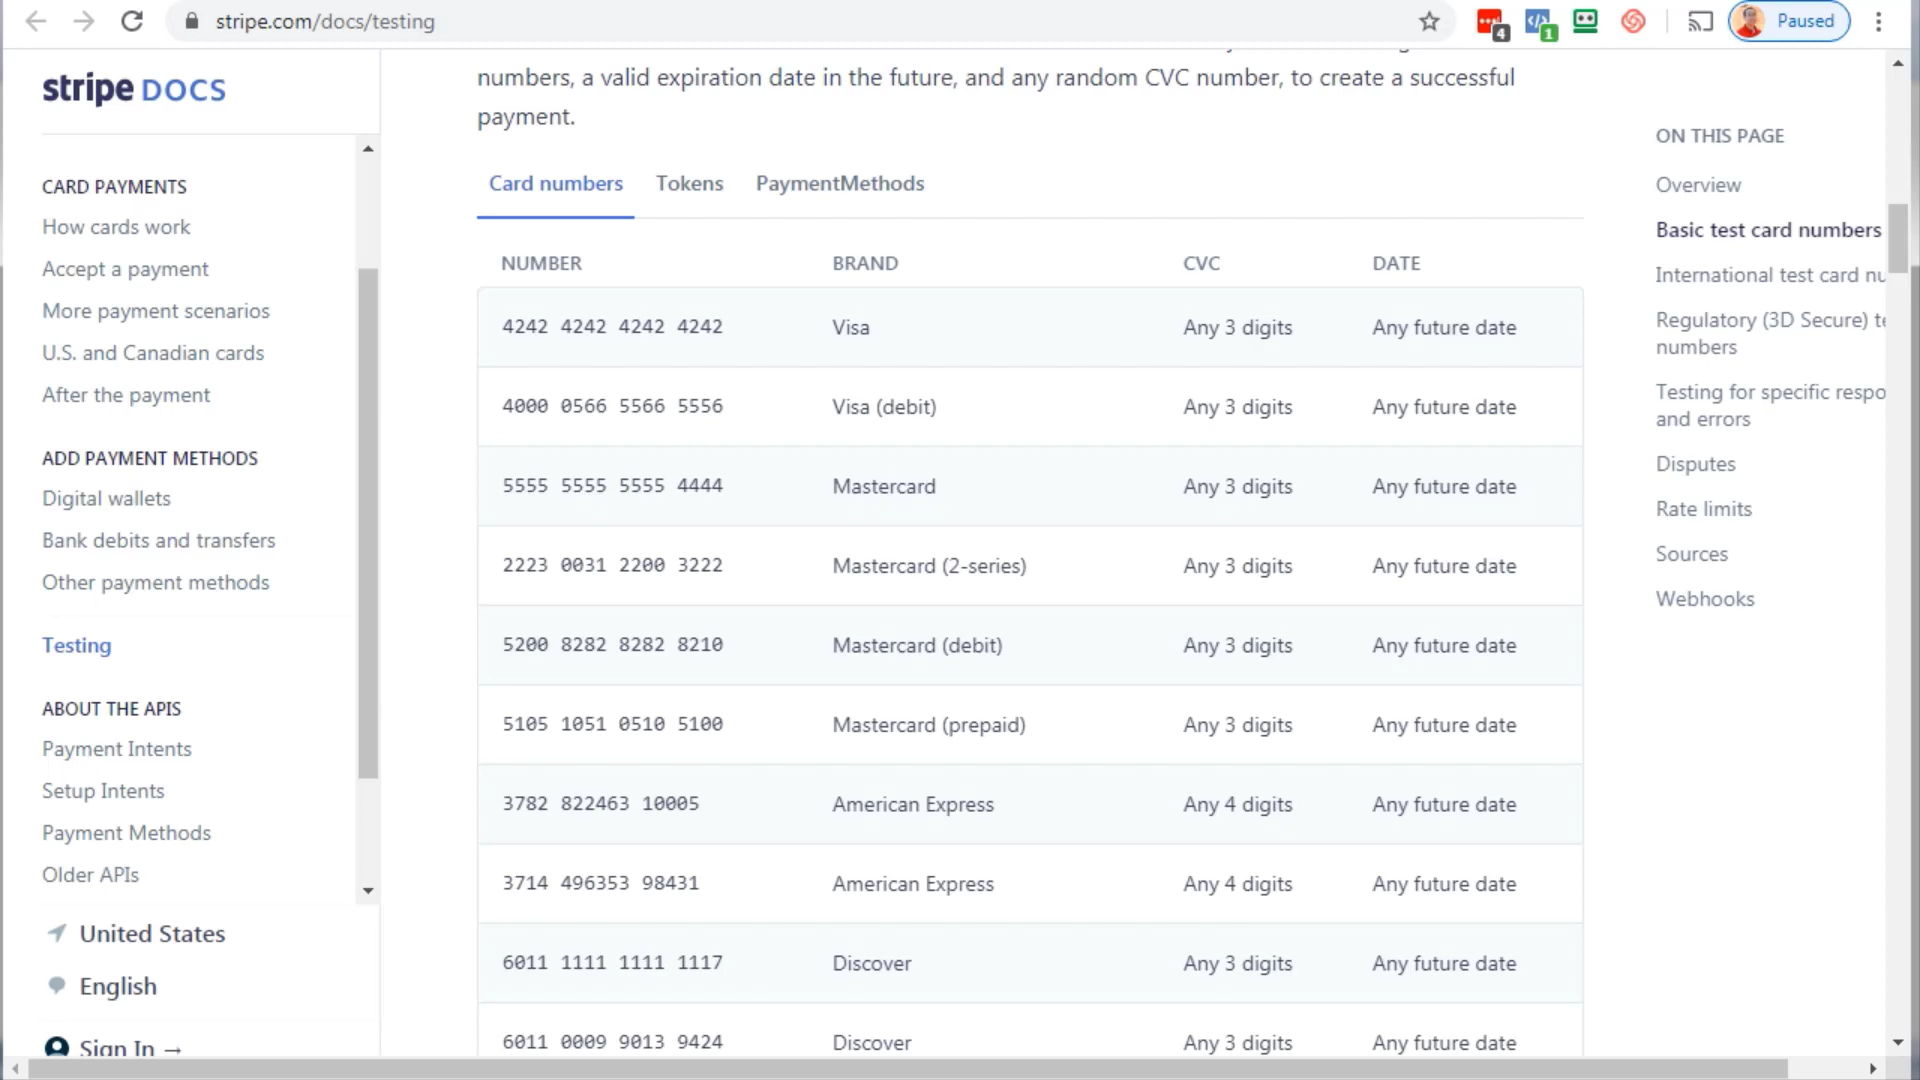 stripe.com/docs/testing
4
1
Paused
stripe DOCS
CARD PAYMENTS
How cards work
Accept a payment
More payment scenarios
U.S. and Canadian cards
After the payment
ADD PAYMENT METHODS
Digital wallets
Bank debits and transfers
Other payment methods
Testing
ABOUT THE APIS
Payment Intents
Setup Intents
Payment Methods
Older APIs
United States
English
Sign In →
numbers, a valid expiration date in the future, and any random CVC number, to create a successful
payment.
Card numbers Tokens PaymentMethods
NUMBER BRAND CVC DATE
4242 4242 4242 4242 Visa Any 3 digits Any future date
4000 0566 5566 5556 Visa (debit) Any 3 digits Any future date
5555 5555 5555 4444 Mastercard Any 3 digits Any future date
2223 0031 2200 3222 Mastercard (2-series) Any 3 digits Any future date
5200 8282 8282 8210 Mastercard (debit) Any 3 digits Any future date
5105 1051 0510 5100 Mastercard (prepaid) Any 3 digits Any future date
3782 822463 10005 American Express Any 4 digits Any future date
3714 496353 98431 American Express Any 4 digits Any future date
6011 1111 1111 1117 Discover Any 3 digits Any future date
6011 0009 9013 9424 Discover Any 3 digits Any future date
ON THIS PAGE
Overview
Basic test card numbers
International test card nu
Regulatory (3D Secure) te
numbers
Testing for specific respo
and errors
Disputes
Rate limits
Sources
Webhooks